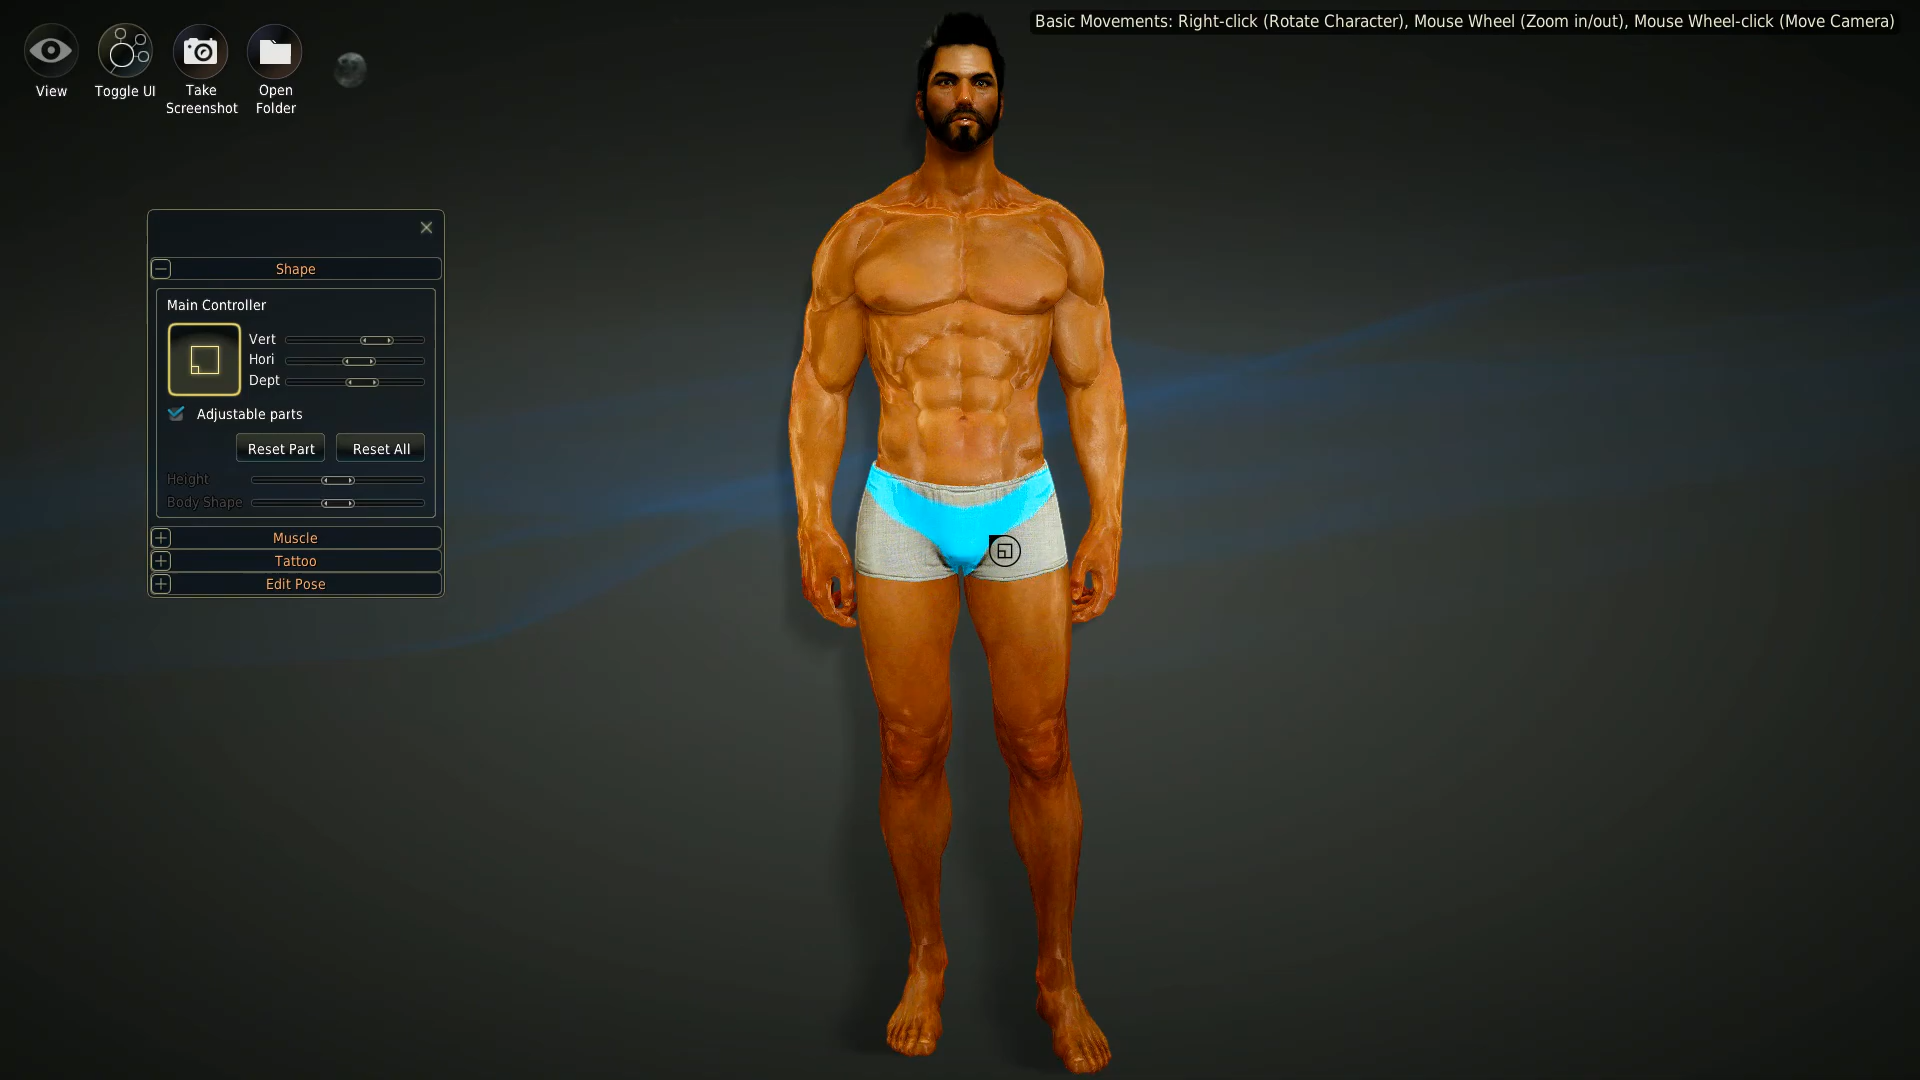 Basic Movements: Right-click (Rotate Character), Mouse Wheel (Zoom in/out), Mouse Wheel-click (Move Camera)
View
Toggle UI
Take
Screenshot
Open
Folder
Shape
Main Controller
Vert
Hori
Dept
Adjustable parts
Reset Part
Reset All
Height
Body Shape
Muscle
Tattoo
Edit Pose